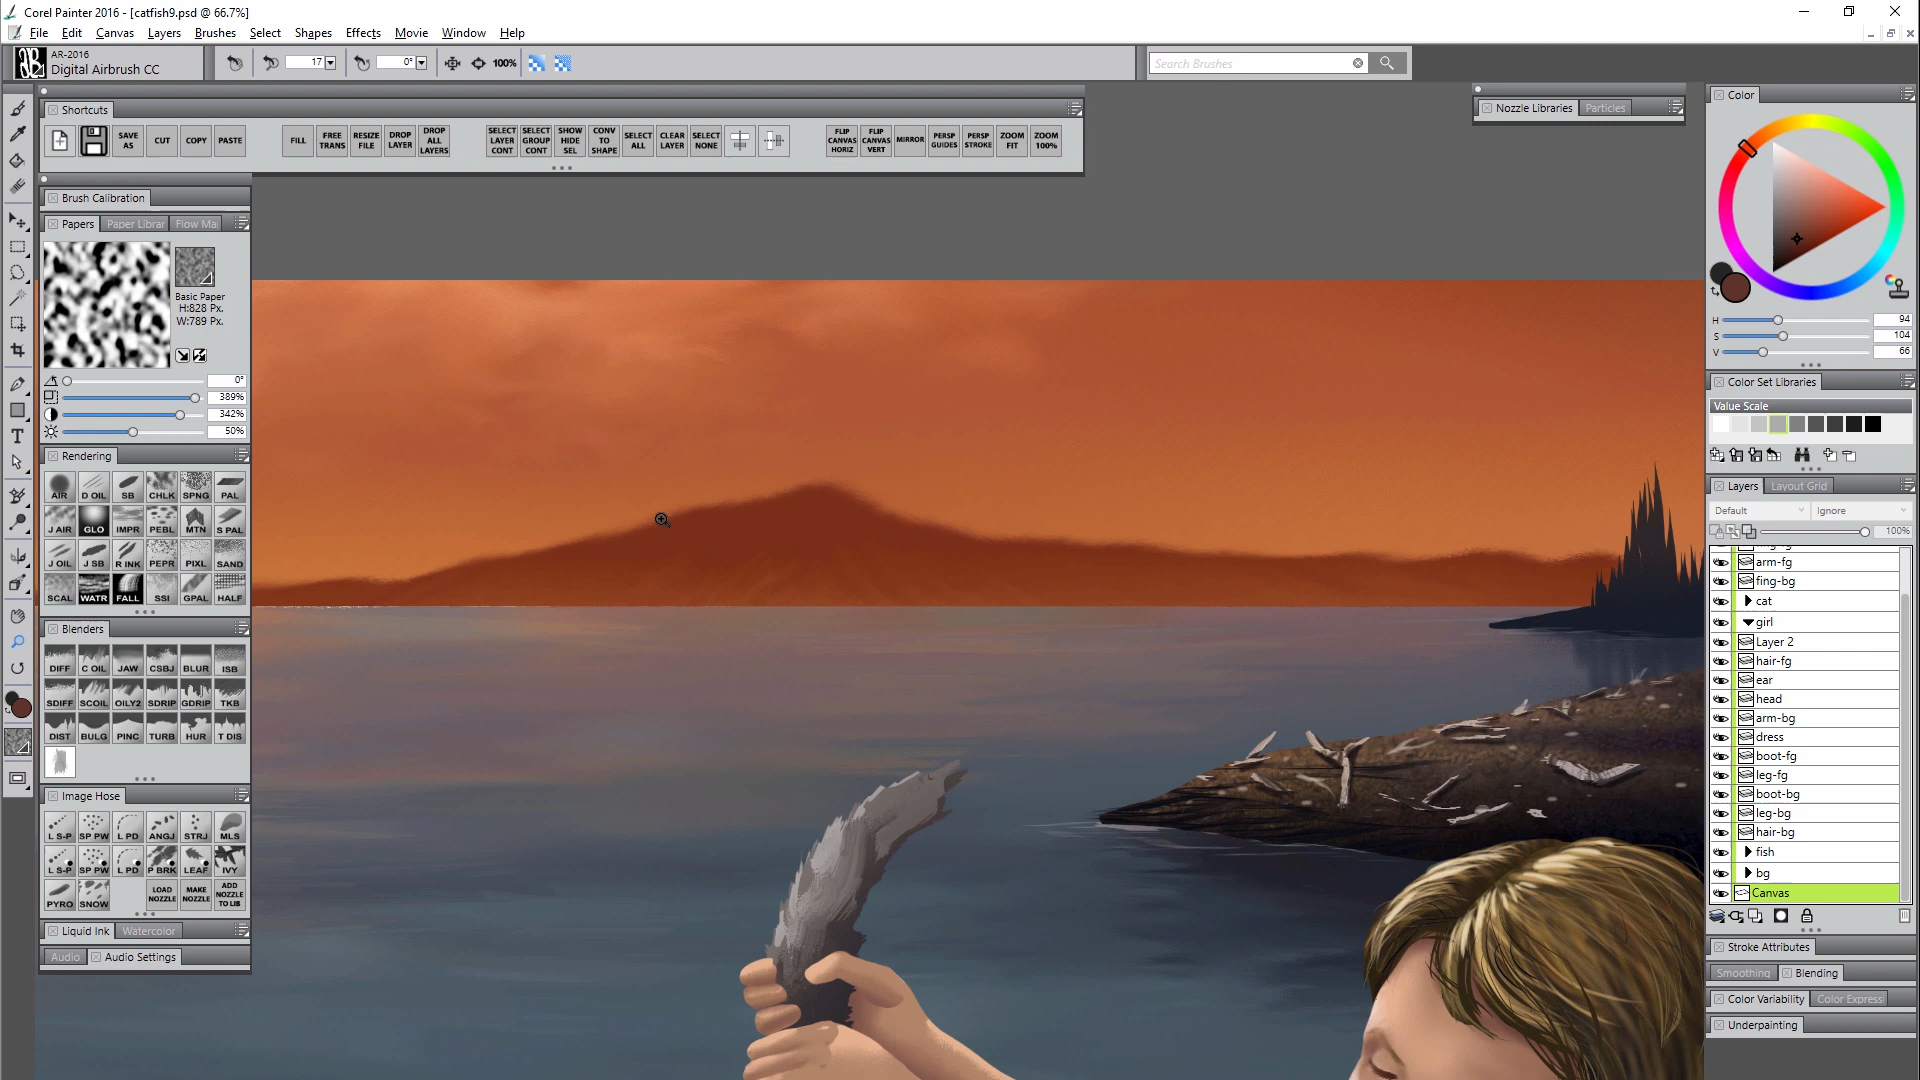 Corel Painter 2016 - [catfish9.psd @ 66.7%]
File Edit Canvas Layers Brushes Select Shapes Effects Movie Window Help
AR-2016
Digital Airbrush CC
17
0°
100%
Search Brushes
Shortcuts
SAVE AS
CUT
COPY
PASTE
FILL
FREE TRANS
RESIZE FILE
DROP LAYER
DROP ALL LAYERS
SELECT LAYER CONT
SELECT GROUP CONT
SHOW HIDE SEL
CONV TO SHAPE
SELECT ALL
CLEAR LAYER
SELECT NONE
FLIP CANVAS HORIZ
FLIP CANVAS VERT
MIRROR
PERSP GUIDES
PERSP STROKE
ZOOM FIT
ZOOM 100%
Nozzle Libraries Particles
Brush Calibration
Papers Paper Librar Flow Ma
Basic Paper
H:828 Px.
W:789 Px.
0°
389%
342%
50%
Rendering
AIR D OIL SB CHLK SPNG PAL
J AIR GLO IMPR PEBL MTN S PAL
J OIL J SB R INK PEPR PIXL SAND
SCAL WATR FALL SSI GPAL HALF
Blenders
DIFF C OIL JAW CSBJ BLUR ISB
SDIFF SCOIL OILY2 SDRIP GDRIP TKB
DIST BULG PINC TURB HUR T DIS
Image Hose
L S-P SP PW L PD ANGJ STRJ MLS
L S-P SP PW L PD P BRK LEAF IVY
PYRO SNOW LOAD NOZZLE MAKE NOZZLE ADD NOZZLE TO LIB
Liquid Ink Watercolor
Audio Audio Settings
Color
H 94
S 104
V 66
Color Set Libraries
Value Scale
Layers Layout Grid
Default Ignore
100%
arm-fg
fing-bg
cat
girl
Layer 2
hair-fg
ear
head
arm-bg
dress
boot-fg
leg-fg
boot-bg
leg-bg
hair-bg
fish
bg
Canvas
Stroke Attributes
Smoothing Blending
Color Variability Color Express
Underpainting
T